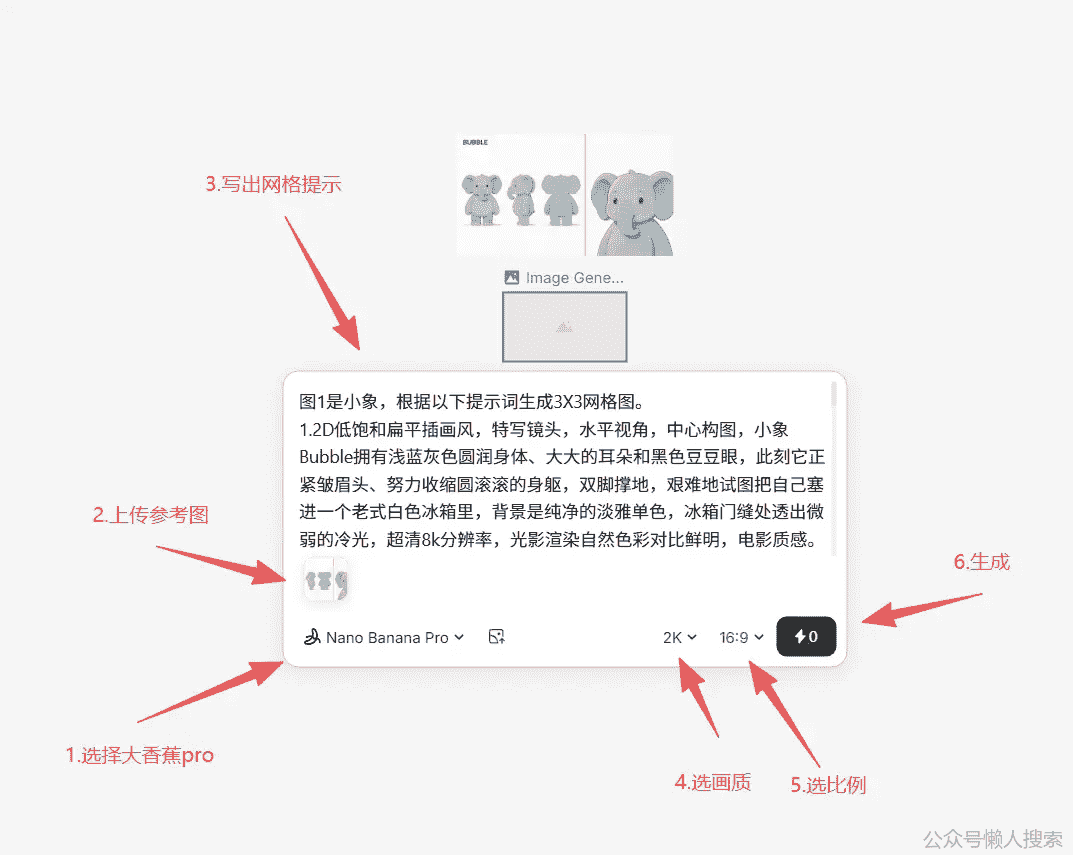 BUBBLE
3.写出网格提示
Image Gene...
图1是小象，根据以下提示词生成3X3网格图。
1.2D低饱和扁平插画风，特写镜头，水平视角，中心构图，小象
Bubble拥有浅蓝灰色圆润身体、大大的耳朵和黑色豆豆眼，此刻它正
紧皱眉头、努力收缩圆滚滚的身躯，双脚撑地，艰难地试图把自己塞
进一个老式白色冰箱里，背景是纯净的淡雅单色，冰箱门缝处透出微
弱的冷光，超清8k分辨率，光影渲染自然色彩对比鲜明，电影质感。
2.上传参考图
6.生成
Nano Banana Pro
2K
16:9
0
1.选择大香蕉pro
4.选画质
5.选比例
公众号懒人搜索